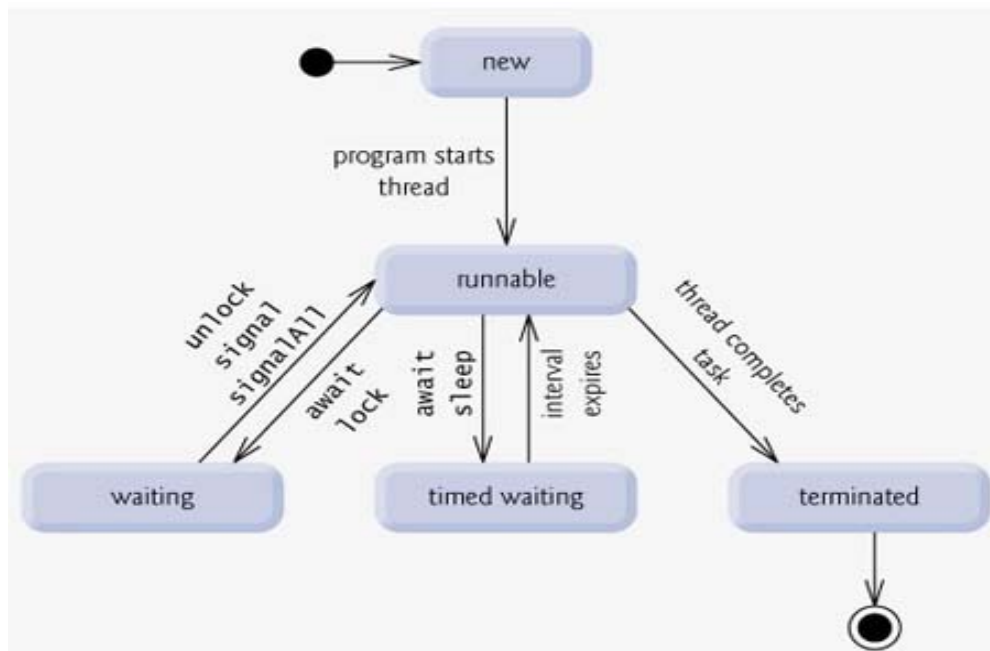 new
program starts
thread
runnable
unlock
signal
signalAll
await
lock
await
sleep
interval
expires
thread completes
task
waiting
timed waiting
terminated